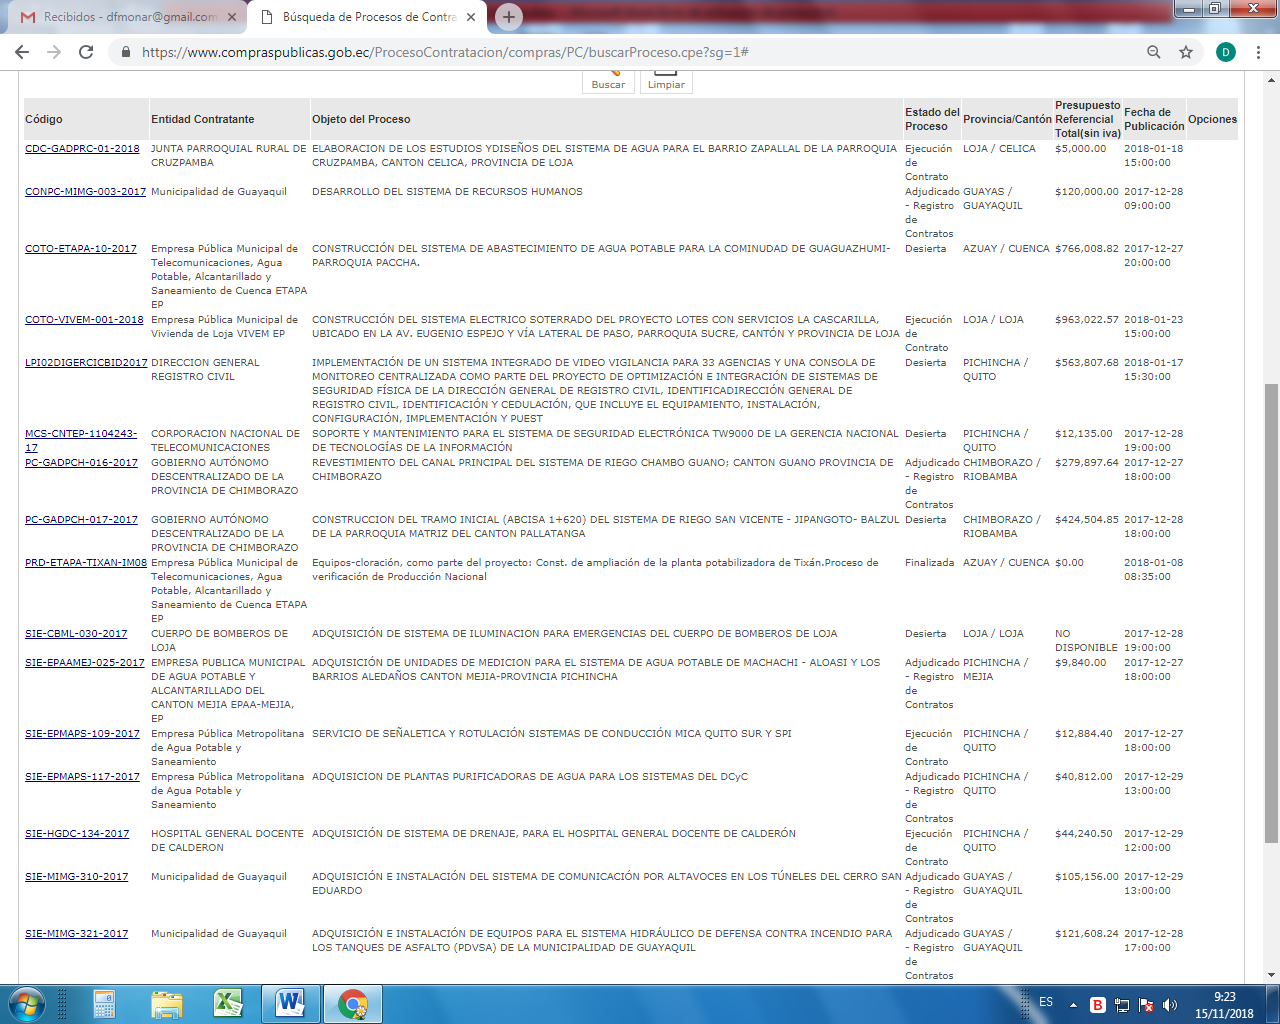 Recibidos - dfmonar@gmail.com
Búsqueda de Procesos de Contra
https://www.compraspublicas.gob.ec/ProcesoContratacion/compras/PC/buscarProceso.cpe?sg=1#
D
Buscar Limpiar
Código Entidad Contratante Objeto del Proceso Estado del Proceso Provincia/Cantón Presupuesto Referencial Total(sin iva) Fecha de Publicación Opciones
CDC-GADPRC-01-2018 JUNTA PARROQUIAL RURAL DE ELABORACION DE LOS ESTUDIOS YDISEÑOS DEL SISTEMA DE AGUA PARA EL BARRIO ZAPALLAL DE LA PARROQUIA Ejecución LOJA / CELICA $5,000.00 2018-01-18
CRUZPAMBA CRUZPAMBA, CANTON CELICA, PROVINCIA DE LOJA de 15:00:00
Contrato
CONPC-MIMG-003-2017 Municipalidad de Guayaquil DESARROLLO DEL SISTEMA DE RECURSOS HUMANOS Adjudicado GUAYAS / $120,000.00 2017-12-28
- Registro GUAYAQUIL 09:00:00
de
Contratos
COTO-ETAPA-10-2017 Empresa Pública Municipal de CONSTRUCCIÓN DEL SISTEMA DE ABASTECIMIENTO DE AGUA POTABLE PARA LA COMINUDAD DE GUAGUAZHUMI- Desierta AZUAY / CUENCA $766,008.82 2017-12-27
Telecomunicaciones, Agua PARROQUIA PACCHA. 20:00:00
Potable, Alcantarillado y
Saneamiento de Cuenca ETAPA
EP
COTO-VIVEM-001-2018 Empresa Pública Municipal de CONSTRUCCIÓN DEL SISTEMA ELECTRICO SOTERRADO DEL PROYECTO LOTES CON SERVICIOS LA CASCARILLA, Ejecución LOJA / LOJA $963,022.57 2018-01-23
Vivienda de Loja VIVEM EP UBICADO EN LA AV. EUGENIO ESPEJO Y VÍA LATERAL DE PASO, PARROQUIA SUCRE, CANTÓN Y PROVINCIA DE LOJA de 15:00:00
Contrato
LPI02DIGERCICBID2017 DIRECCION GENERAL IMPLEMENTACIÓN DE UN SISTEMA INTEGRADO DE VIDEO VIGILANCIA PARA 33 AGENCIAS Y UNA CONSOLA DE Desierta PICHINCHA / $563,807.68 2018-01-17
REGISTRO CIVIL MONITOREO CENTRALIZADA COMO PARTE DEL PROYECTO DE OPTIMIZACIÓN E INTEGRACIÓN DE SISTEMAS DE QUITO 15:30:00
SEGURIDAD FÍSICA DE LA DIRECCIÓN GENERAL DE REGISTRO CIVIL, IDENTIFICADIRECCIÓN GENERAL DE
REGISTRO CIVIL, IDENTIFICACIÓN Y CEDULACIÓN, QUE INCLUYE EL EQUIPAMIENTO, INSTALACIÓN,
CONFIGURACIÓN, IMPLEMENTACIÓN Y PUEST
MCS-CNTEP-1104243- CORPORACION NACIONAL DE SOPORTE Y MANTENIMIENTO PARA EL SISTEMA DE SEGURIDAD ELECTRÓNICA TW9000 DE LA GERENCIA NACIONAL Desierta PICHINCHA / $12,135.00 2017-12-28
17 TELECOMUNICACIONES DE TECNOLOGÍAS DE LA INFORMACIÓN QUITO 19:00:00
PC-GADPCH-016-2017 GOBIERNO AUTÓNOMO REVESTIMIENTO DEL CANAL PRINCIPAL DEL SISTEMA DE RIEGO CHAMBO GUANO; CANTON GUANO PROVINCIA DE Adjudicado CHIMBORAZO / $279,897.64 2017-12-27
DESCENTRALIZADO DE LA CHIMBORAZO - Registro RIOBAMBA 18:00:00
PROVINCIA DE CHIMBORAZO de
Contratos
PC-GADPCH-017-2017 GOBIERNO AUTÓNOMO CONSTRUCCION DEL TRAMO INICIAL (ABCISA 1+620) DEL SISTEMA DE RIEGO SAN VICENTE - JIPANGOTO- BALZUL Desierta CHIMBORAZO / $424,504.85 2017-12-28
DESCENTRALIZADO DE LA DE LA PARROQUIA MATRIZ DEL CANTON PALLATANGA RIOBAMBA 18:00:00
PROVINCIA DE CHIMBORAZO
PRD-ETAPA-TIXAN-IM08 Empresa Pública Municipal de Equipos-cloración, como parte del proyecto: Const. de ampliación de la planta potabilizadora de Tixán.Proceso de Finalizada AZUAY / CUENCA $0.00 2018-01-08
Telecomunicaciones, Agua verificación de Producción Nacional 08:35:00
Potable, Alcantarillado y
Saneamiento de Cuenca ETAPA
EP
SIE-CBML-030-2017 CUERPO DE BOMBEROS DE ADQUISICIÓN DE SISTEMA DE ILUMINACION PARA EMERGENCIAS DEL CUERPO DE BOMBEROS DE LOJA Desierta LOJA / LOJA NO 2017-12-28
LOJA DISPONIBLE 19:00:00
SIE-EPAAMEJ-025-2017 EMPRESA PUBLICA MUNICIPAL ADQUISICIÓN DE UNIDADES DE MEDICION PARA EL SISTEMA DE AGUA POTABLE DE MACHACHI - ALOASI Y LOS Adjudicado PICHINCHA / $9,840.00 2017-12-27
DE AGUA POTABLE Y BARRIOS ALEDAÑOS CANTON MEJIA-PROVINCIA PICHINCHA - Registro MEJIA 18:00:00
ALCANTARILLADO DEL de
CANTON MEJIA EPAA-MEJIA, Contratos
EP
SIE-EPMAPS-109-2017 Empresa Pública Metropolitana SERVICIO DE SEÑALETICA Y ROTULACIÓN SISTEMAS DE CONDUCCIÓN MICA QUITO SUR Y SPI Ejecución PICHINCHA / $12,884.40 2017-12-27
de Agua Potable y de QUITO 18:00:00
Saneamiento Contrato
SIE-EPMAPS-117-2017 Empresa Pública Metropolitana ADQUISICION DE PLANTAS PURIFICADORAS DE AGUA PARA LOS SISTEMAS DEL DCyC Adjudicado PICHINCHA / $40,812.00 2017-12-29
de Agua Potable y - Registro QUITO 13:00:00
Saneamiento de
Contratos
SIE-HGDC-134-2017 HOSPITAL GENERAL DOCENTE ADQUISICIÓN DE SISTEMA DE DRENAJE, PARA EL HOSPITAL GENERAL DOCENTE DE CALDERÓN Ejecución PICHINCHA / $44,240.50 2017-12-29
DE CALDERON de QUITO 12:00:00
Contrato
SIE-MIMG-310-2017 Municipalidad de Guayaquil ADQUISICIÓN E INSTALACIÓN DEL SISTEMA DE COMUNICACIÓN POR ALTAVOCES EN LOS TÚNELES DEL CERRO SAN Adjudicado GUAYAS / $105,156.00 2017-12-29
EDUARDO - Registro GUAYAQUIL 13:00:00
de
Contratos
SIE-MIMG-321-2017 Municipalidad de Guayaquil ADQUISICIÓN E INSTALACIÓN DE EQUIPOS PARA EL SISTEMA HIDRÁULICO DE DEFENSA CONTRA INCENDIO PARA Adjudicado GUAYAS / $121,608.24 2017-12-28
LOS TANQUES DE ASFALTO (PDVSA) DE LA MUNICIPALIDAD DE GUAYAQUIL - Registro GUAYAQUIL 17:00:00
de
Contratos
ES B 9:23
15/11/2018